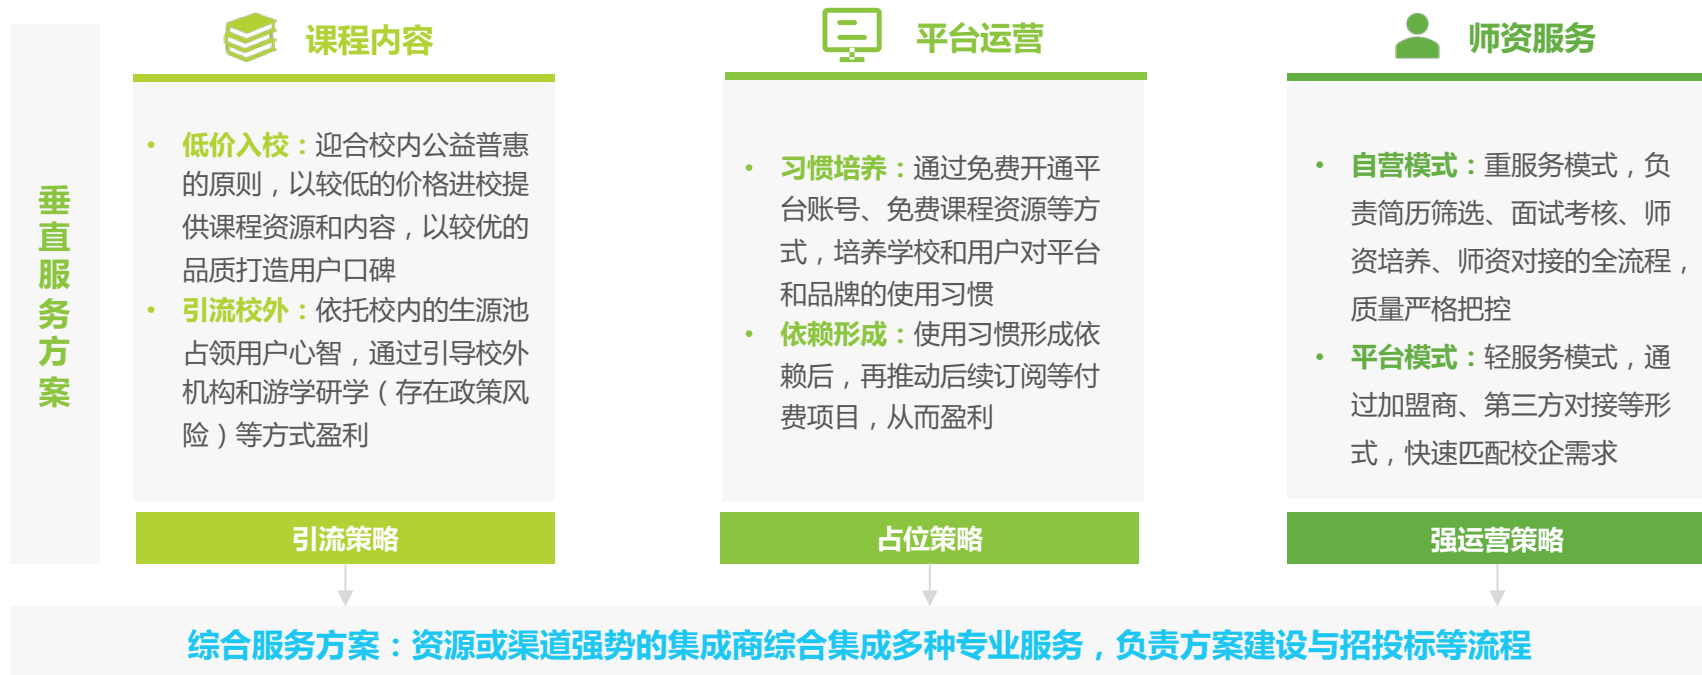 垂直服务方案
课程内容
• 低价入校：迎合校内公益普惠
的原则，以较低的价格进校提
供课程资源和内容，以较优的
品质打造用户口碑
• 引流校外：依托校内的生源池
占领用户心智，通过引导校外
机构和游学研学（存在政策风
险）等方式盈利
引流策略
平台运营
• 习惯培养：通过免费开通平
台账号、免费课程资源等方
式，培养学校和用户对平台
和品牌的使用习惯
• 依赖形成：使用习惯形成依
赖后，再推动后续订阅等付
费项目，从而盈利
占位策略
师资服务
• 自营模式：重服务模式，负
责简历筛选、面试考核、师
资培养、师资对接的全流程，
质量严格把控
• 平台模式：轻服务模式，通
过加盟商、第三方对接等形
式，快速匹配校企需求
强运营策略
综合服务方案：资源或渠道强势的集成商综合集成多种专业服务，负责方案建设与招投标等流程